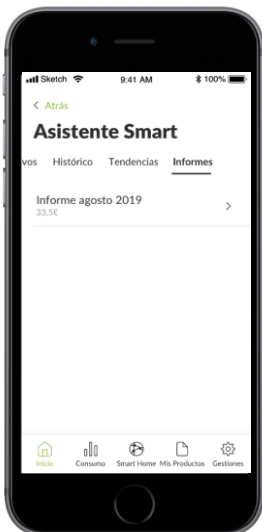 Sketch 9:41 AM 100%
Atrás
Asistente Smart
vos Histórico Tendencias Informes
Informe agosto 2019
33,5€
Inicio Consumo Smart Home Mis Productos Gestiones